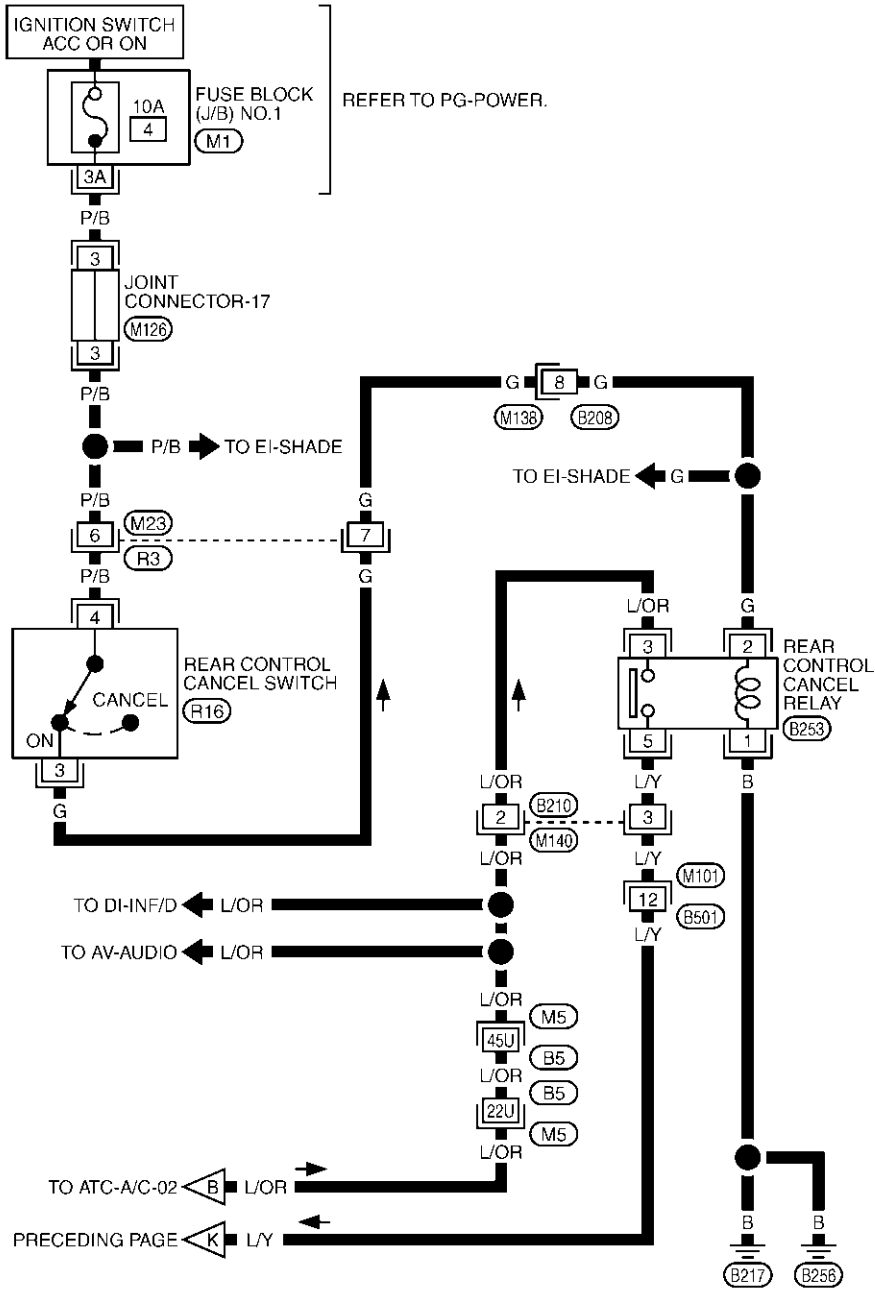 IGNITION SWITCH
ACC OR ON
FUSE BLOCK
(J/B) NO.1
M1
10A
4
3A
REFER TO PG-POWER.
P/B
3
JOINT
CONNECTOR-17
M126
3
P/B
P/B TO EI-SHADE
P/B
6
M23
R3
P/B
4
REAR CONTROL
CANCEL SWITCH
R16
CANCEL
ON
3
G
G
7
G
G 8 G
M138 B208
TO EI-SHADE G
L/OR G
3 2
REAR
CONTROL
CANCEL
RELAY
B253
5 1
L/OR L/Y B
2 B210 3
M140
L/OR L/Y
M101
12
B501
L/Y
TO DI-INF/D L/OR
TO AV-AUDIO L/OR
L/OR
M5
45U
B5
L/OR
B5
22U
M5
L/OR
TO ATC-A/C-02 B L/OR
PRECEDING PAGE K L/Y
B B
B217 B256